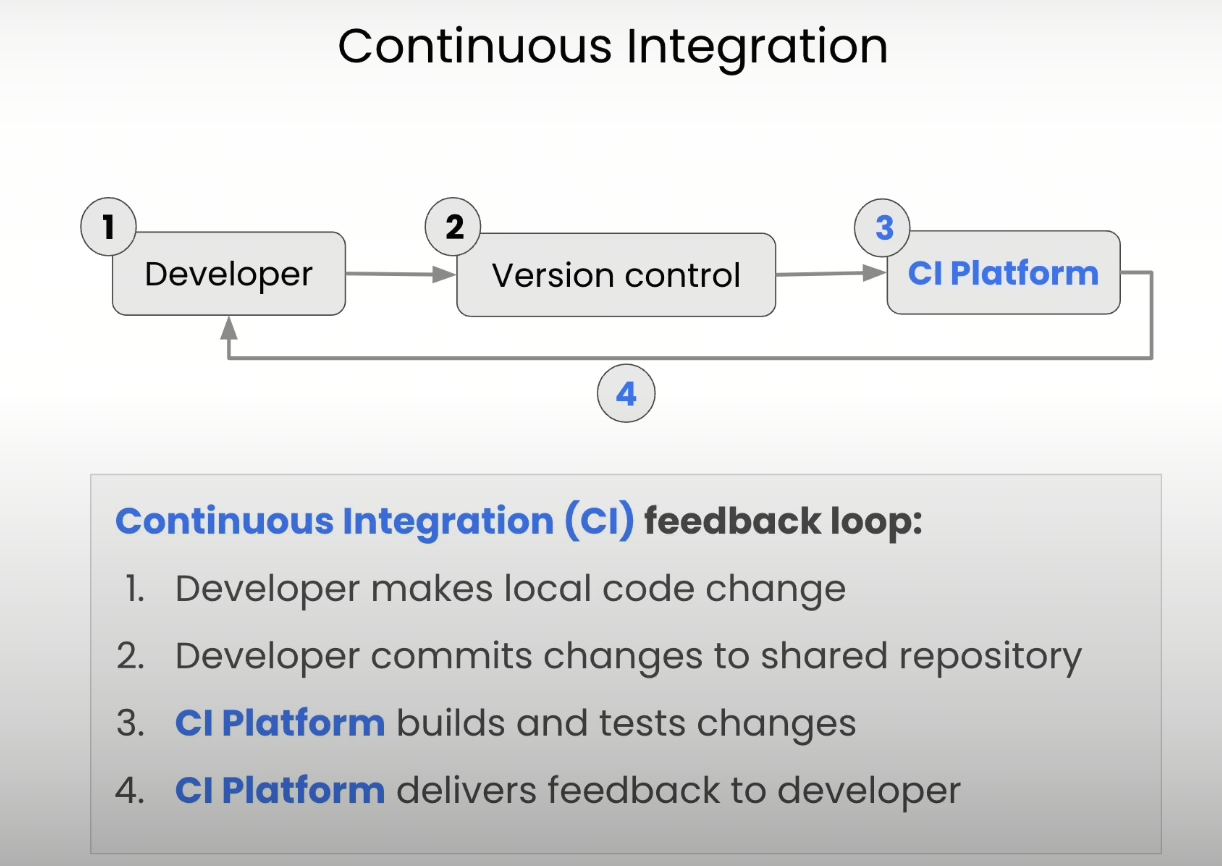 Continuous Integration
1
2
3
Developer
Version control
CI Platform
4
Continuous Integration (CI) feedback loop:
1. Developer makes local code change
2. Developer commits changes to shared repository
3. CI Platform builds and tests changes
4. CI Platform delivers feedback to developer